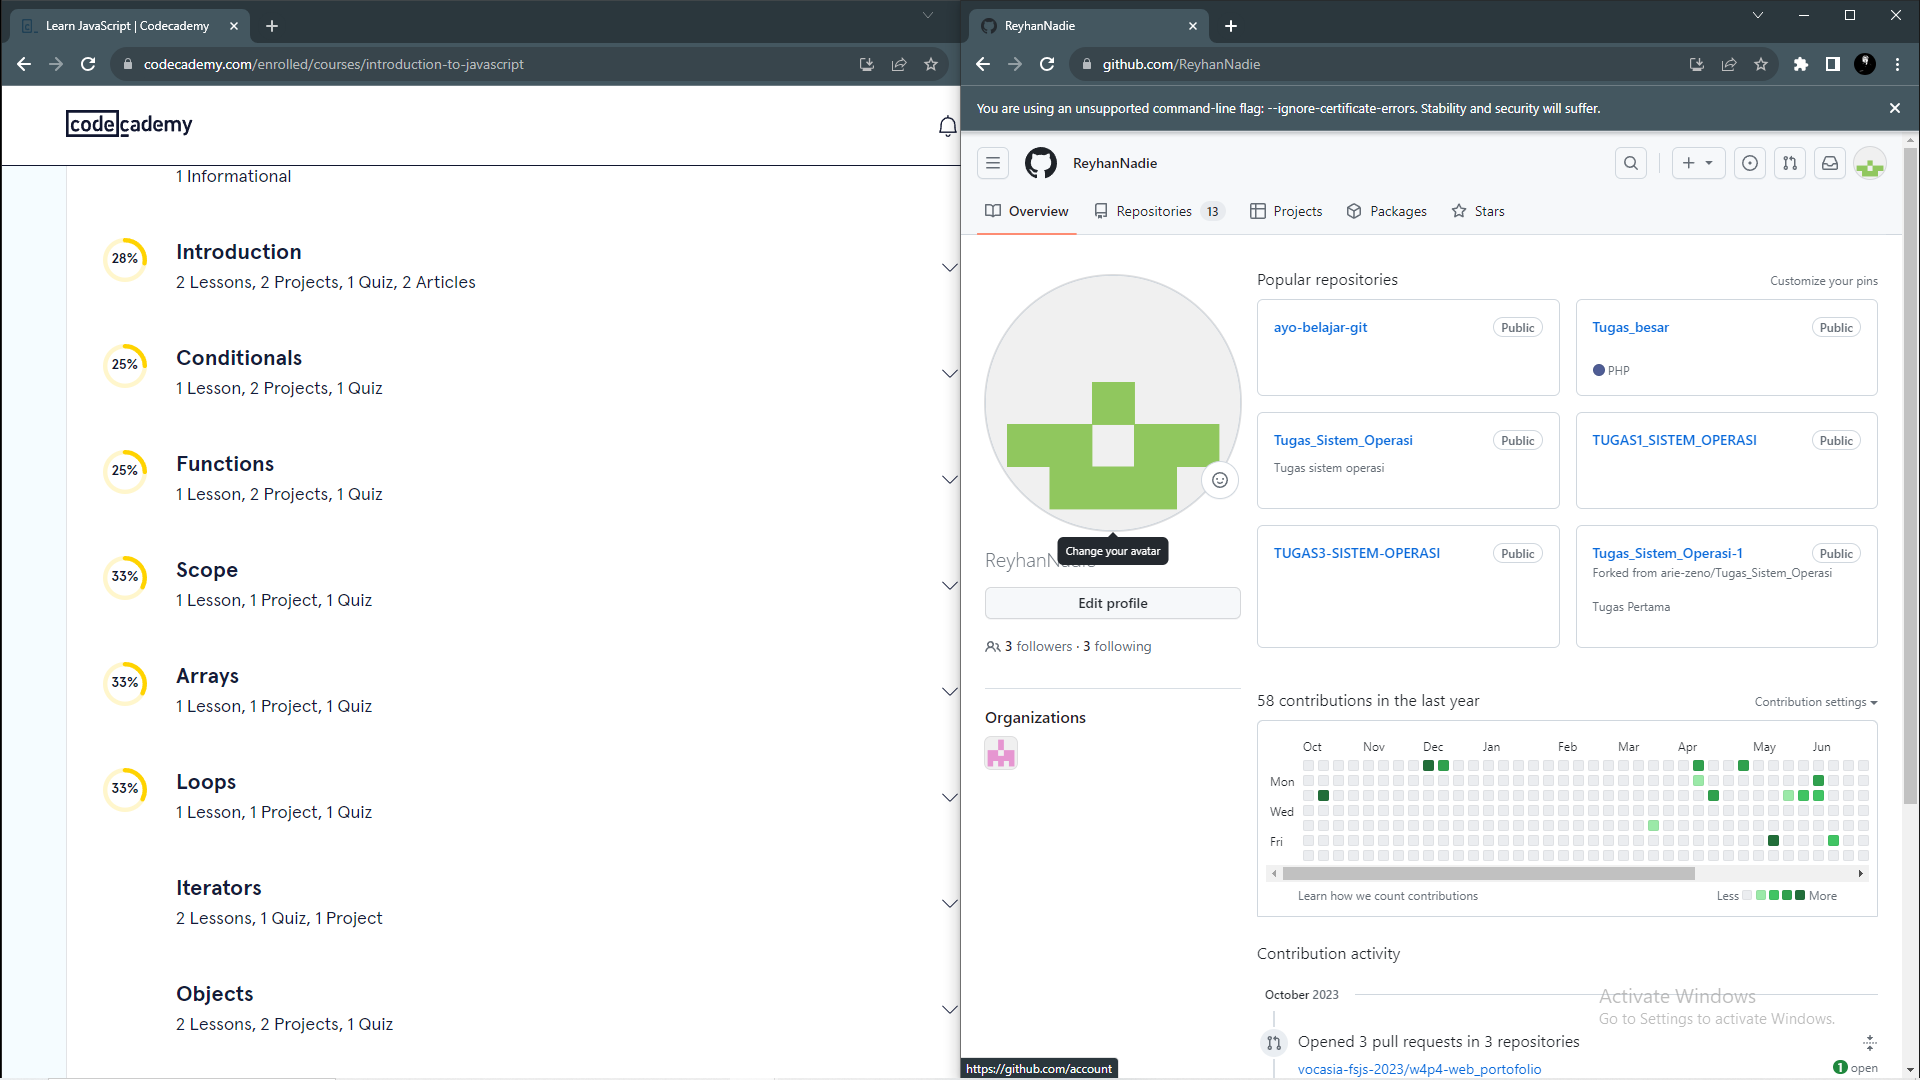 Learn JavaScript | Codecademy
codecademy.com/enrolled/courses/introduction-to-javascript
codecademy
1 Informational
28%
Introduction
2 Lessons, 2 Projects, 1 Quiz, 2 Articles
25%
Conditionals
1 Lesson, 2 Projects, 1 Quiz
25%
Functions
1 Lesson, 2 Projects, 1 Quiz
33%
Scope
1 Lesson, 1 Project, 1 Quiz
33%
Arrays
1 Lesson, 1 Project, 1 Quiz
33%
Loops
1 Lesson, 1 Project, 1 Quiz
Iterators
2 Lessons, 1 Quiz, 1 Project
Objects
2 Lessons, 2 Projects, 1 Quiz
ReyhanNadie
github.com/ReyhanNadie
You are using an unsupported command-line flag: --ignore-certificate-errors. Stability and security will suffer.
ReyhanNadie
Overview Repositories 13 Projects Packages Stars
Change your avatar
ReyhanNadie
Edit profile
3 followers · 3 following
Organizations
Popular repositories
Customize your pins
ayo-belajar-git Public
Tugas_besar Public
PHP
Tugas_Sistem_Operasi Public
Tugas sistem operasi
TUGAS1_SISTEM_OPERASI Public
TUGAS3-SISTEM-OPERASI Public
Tugas_Sistem_Operasi-1 Public
Forked from arie-zeno/Tugas_Sistem_Operasi
Tugas Pertama
58 contributions in the last year
Contribution settings
Oct Nov Dec Jan Feb Mar Apr May Jun
Mon
Wed
Fri
Learn how we count contributions
Less More
Contribution activity
October 2023
Activate Windows
Go to Settings to activate Windows.
Opened 3 pull requests in 3 repositories
vocasia-fsjs-2023/w4p4-web_portofolio
1 open
https://github.com/account